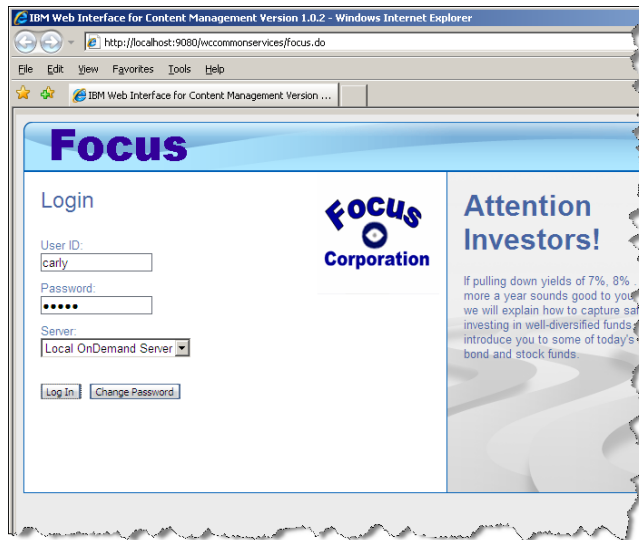 IBM Web Interface for Content Management Version 1.0.2 - Windows Internet Explorer
http://localhost:9080/wccommonservices/focus.do
File Edit View Favorites Tools Help
IBM Web Interface for Content Management Version ...
Focus
Login
User ID:
carly
Password:
•••••
Server:
Local OnDemand Server
Log In Change Password
FOCUS
Corporation
Attention
Investors!
If pulling down yields of 7%, 8%
more a year sounds good to you
we will explain how to capture
investing in well-diversified funds
introduce you to some of today's
bond and stock funds.